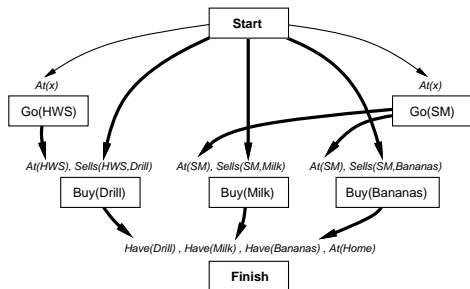 Start
At(x) At(x)
Go(HWS) Go(SM)
At(HWS), Sells(HWS,Drill) At(SM), Sells(SM,Milk) At(SM), Sells(SM,Bananas)
Buy(Drill) Buy(Milk) Buy(Bananas)
Have(Drill) , Have(Milk) , Have(Bananas) , At(Home)
Finish